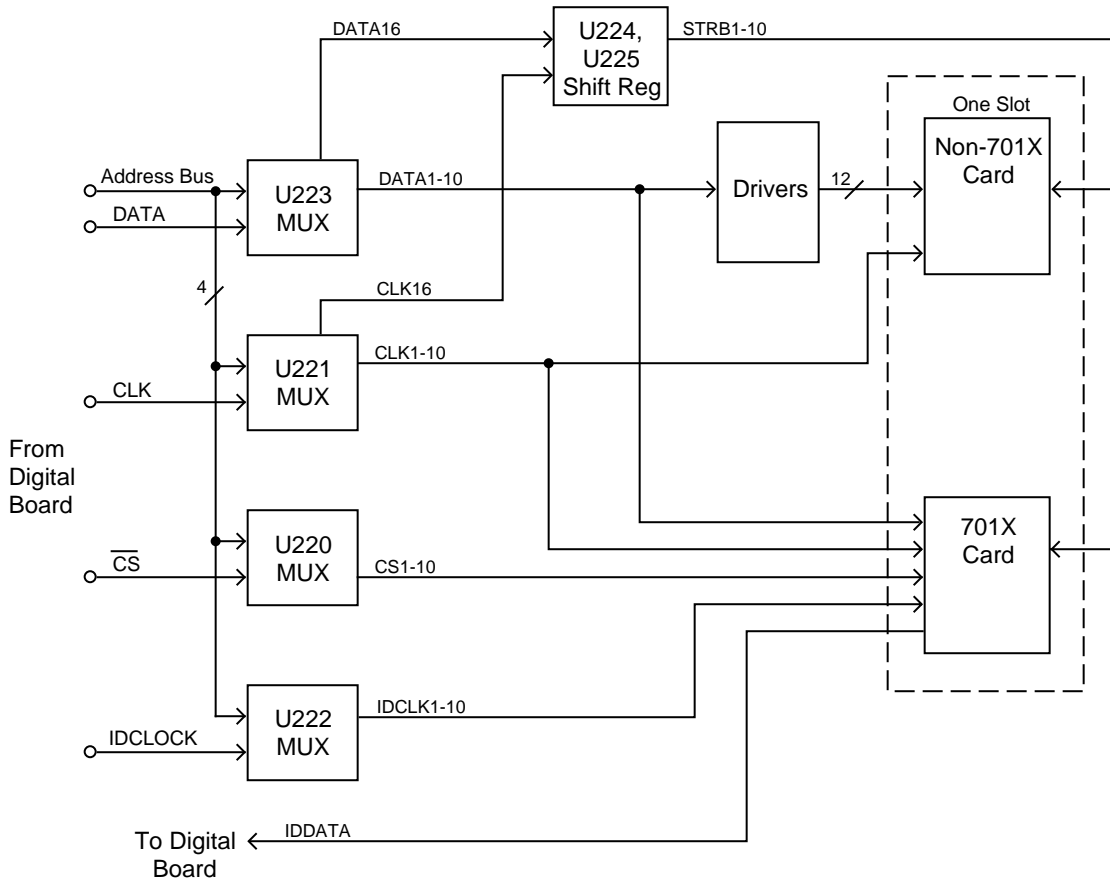 DATA16
U224,
U225
Shift Reg
STRB1-10
One Slot
Non-701X
Card
Address Bus
DATA
U223
MUX
DATA1-10
Drivers
12
4
CLK16
CLK
U221
MUX
CLK1-10
From
Digital
Board
CS
U220
MUX
CS1-10
701X
Card
IDCLOCK
U222
MUX
IDCLK1-10
To Digital
Board
IDDATA